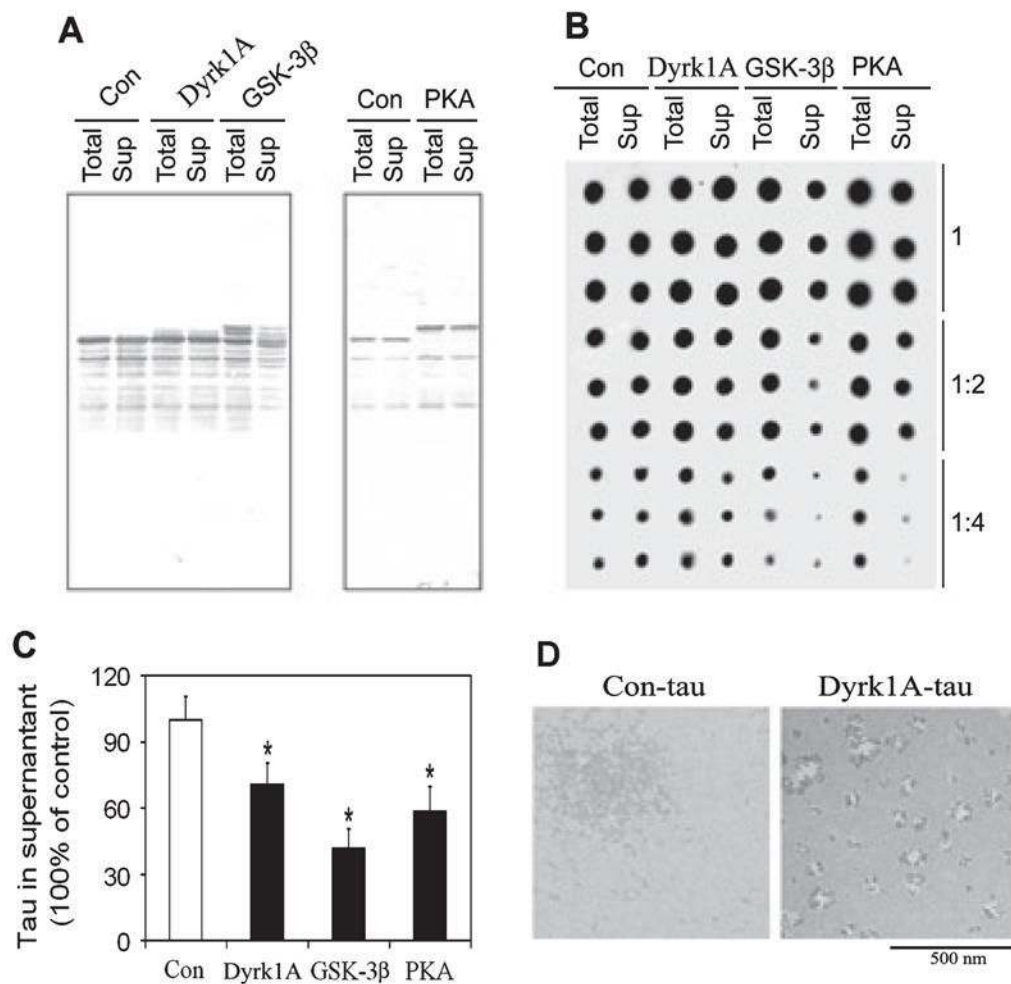 A
Con
Dyrk1A
GSK-3β
Total
Sup
Total
Sup
Total
Sup
Con PKA
Total
Sup
Total
Sup
B
Con Dyrk1A GSK-3β PKA
Total
Sup
Total
Sup
Total
Sup
Total
Sup
1
1:2
1:4
C
Tau in supernantant
(100% of control)
120
90
60
30
0
*
*
*
Con Dyrk1A GSK-3β PKA
D
Con-tau Dyrk1A-tau
500 nm